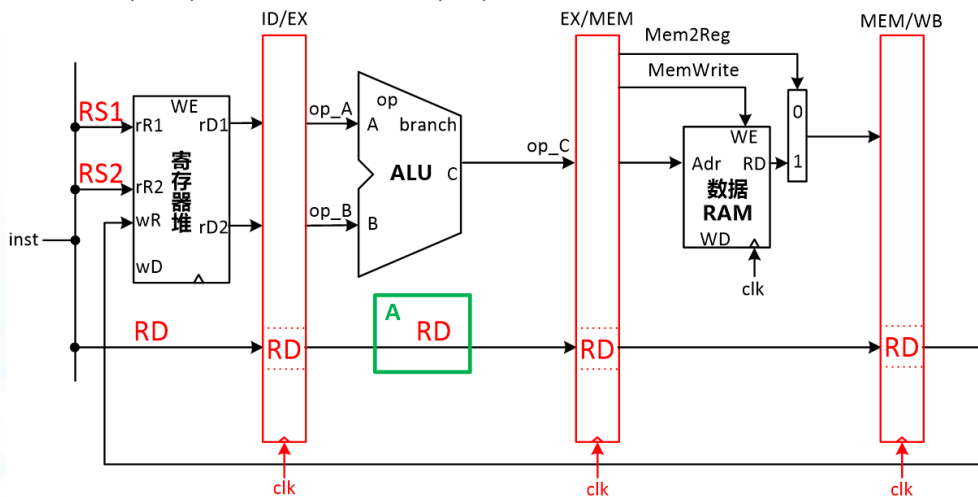 ID/EX
EX/MEM
MEM/WB
Mem2Reg
MemWrite
RS1
rR1
WE
rD1
op_A
op
A
branch
0
RS2
rR2
寄存器堆
ALU
C
op_C
WE
Adr
RD
1
数据
RAM
wR
rD2
op_B
B
inst
WD
wD
clk
A
RD
RD
RD
RD
RD
clk
clk
clk